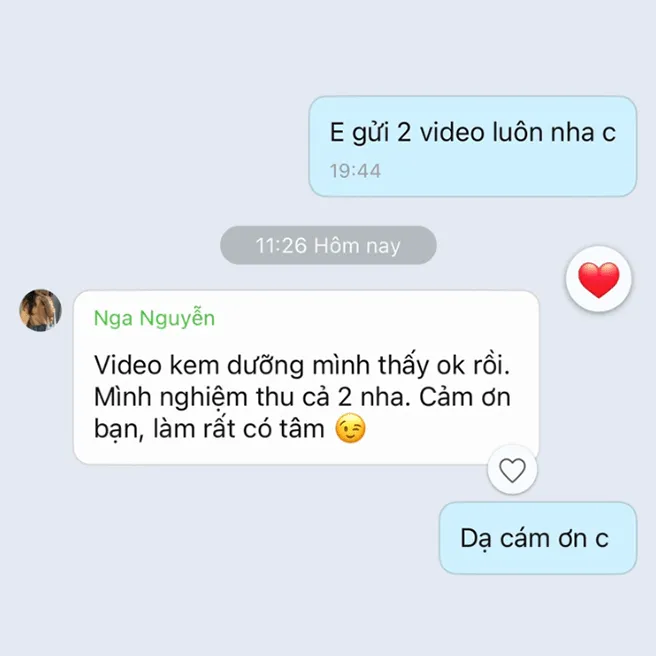 E gửi 2 video luôn nha c
19:44
11:26 Hôm nay
Nga Nguyễn
Video kem dưỡng mình thấy ok rồi.
Mình nghiệm thu cả 2 nha. Cảm ơn
bạn, làm rất có tâm 😉
Dạ cám ơn c